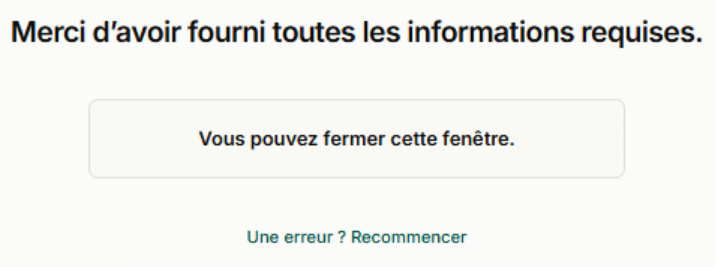 Merci d’avoir fourni toutes les informations requises.
Vous pouvez fermer cette fenêtre.
Une erreur ? Recommencer